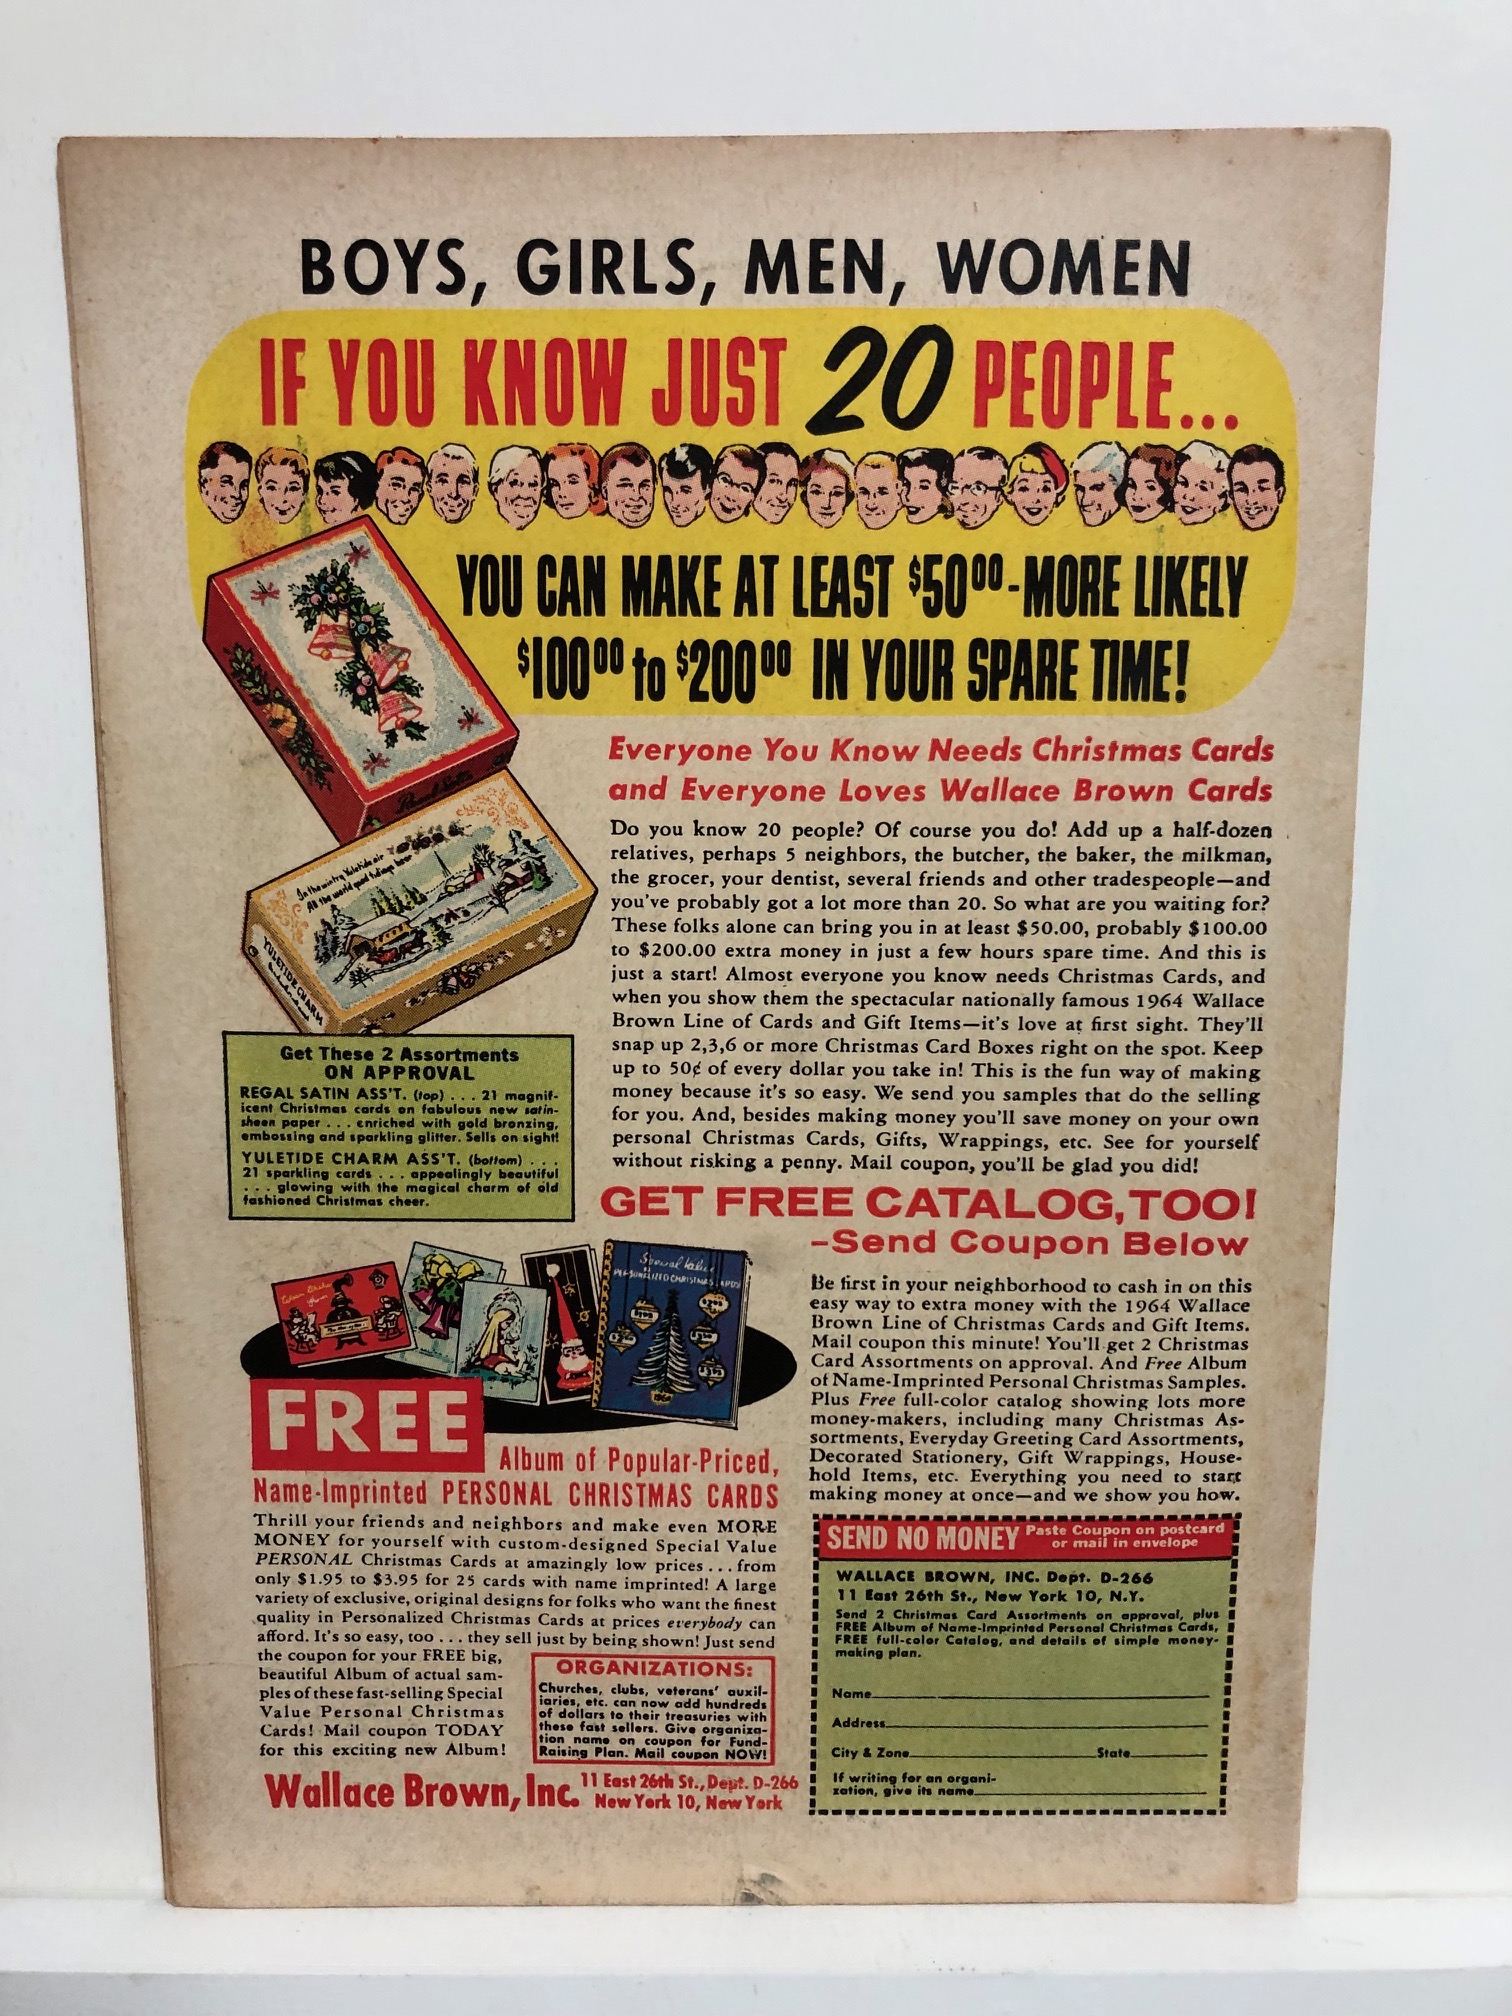 BOYS, GIRLS, MEN, WOMEN
IF YOU KNOW JUST 20 PEOPLE...
YOU CAN MAKE AT LEAST $50.00-MORE LIKELY
$100.00 to $200.00 IN YOUR SPARE TIME!
On the wintry Yuletide air
All the world good tidings bear
YULETIDE CHARM
Everyone You Know Needs Christmas Cards
and Everyone Loves Wallace Brown Cards
Do you know 20 people? Of course you do! Add up a half-dozen
relatives, perhaps 5 neighbors, the butcher, the baker, the milkman,
the grocer, your dentist, several friends and other tradespeople—and
you've probably got a lot more than 20. So what are you waiting for?
These folks alone can bring you in at least $50.00, probably $100.00
to $200.00 extra money in just a few hours spare time. And this is
just a start! Almost everyone you know needs Christmas Cards, and
when you show them the spectacular nationally famous 1964 Wallace
Brown Line of Cards and Gift Items—it's love at first sight. They'll
snap up 2,3,6 or more Christmas Card Boxes right on the spot. Keep
up to 50¢ of every dollar you take in! This is the fun way of making
money because it's so easy. We send you samples that do the selling
for you. And, besides making money you'll save money on your own
personal Christmas Cards, Gifts, Wrappings, etc. See for yourself
without risking a penny. Mail coupon, you'll be glad you did!
Get These 2 Assortments
ON APPROVAL
REGAL SATIN ASS'T. (top) . . . 21 magnif-
icent Christmas cards on fabulous new satin-
sheen paper . . . enriched with gold bronzing,
embossing and sparkling glitter. Sells on sight!
YULETIDE CHARM ASS'T. (bottom) . . .
21 sparkling cards . . . appealingly beautiful
. . . glowing with the magical charm of old
fashioned Christmas cheer.
GET FREE CATALOG, TOO!
-Send Coupon Below
Be first in your neighborhood to cash in on this
easy way to extra money with the 1964 Wallace
Brown Line of Christmas Cards and Gift Items.
Mail coupon this minute! You'll get 2 Christmas
Card Assortments on approval. And Free Album
of Name-Imprinted Personal Christmas Samples.
Plus Free full-color catalog showing lots more
money-makers, including many Christmas As-
sortments, Everyday Greeting Card Assortments,
Decorated Stationery, Gift Wrappings, House-
hold Items, etc. Everything you need to start
making money at once—and we show you how.
Special Value
PERSONALIZED CHRISTMAS CARDS
1964
FREE
Album of Popular-Priced,
Name-Imprinted PERSONAL CHRISTMAS CARDS
Thrill your friends and neighbors and make even MORE
MONEY for yourself with custom-designed Special Value
PERSONAL Christmas Cards at amazingly low prices . . . from
only $1.95 to $3.95 for 25 cards with name imprinted! A large
variety of exclusive, original designs for folks who want the finest
quality in Personalized Christmas Cards at prices everybody can
afford. It's so easy, too . . . they sell just by being shown! Just send
the coupon for your FREE big,
beautiful Album of actual sam-
ples of these fast-selling Special
Value Personal Christmas
Cards! Mail coupon TODAY
for this exciting new Album!
ORGANIZATIONS:
Churches, clubs, veterans' auxil-
iaries, etc. can now add hundreds
of dollars to their treasuries with
these fast sellers. Give organiza-
tion name on coupon for Fund-
Raising Plan. Mail coupon NOW!
Wallace Brown, Inc. 11 East 26th St., Dept. D-266
New York 10, New York
SEND NO MONEY Paste Coupon on postcard
or mail in envelope
WALLACE BROWN, INC. Dept. D-266
11 East 26th St., New York 10, N.Y.
Send 2 Christmas Card Assortments on approval, plus
FREE Album of Name-Imprinted Personal Christmas Cards,
FREE full-color Catalog, and details of simple money-
making plan.
Name
Address
City & Zone State
If writing for an organi-
zation, give its name